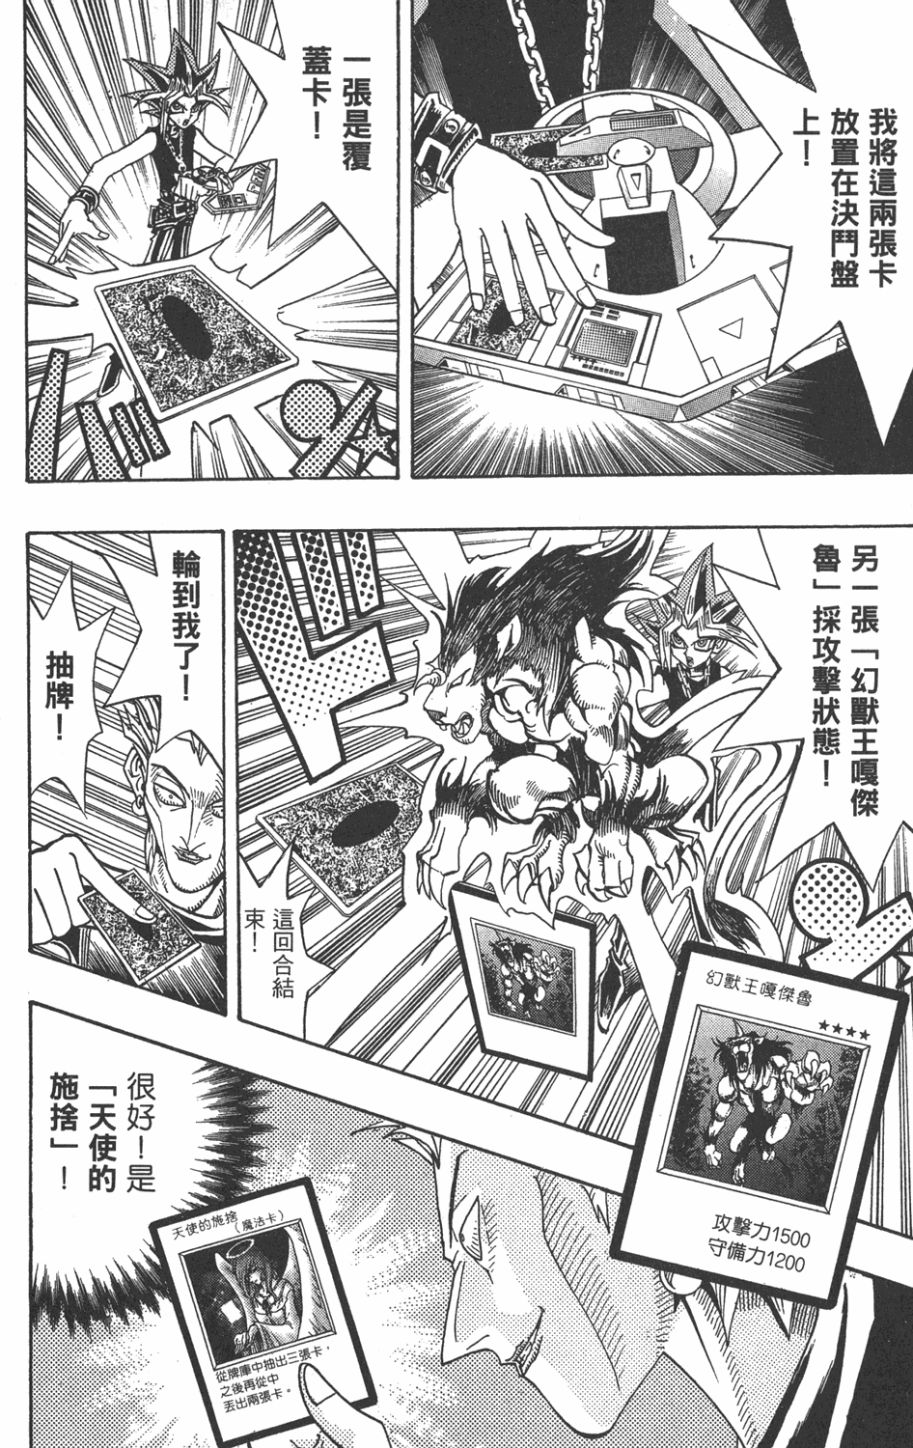 我將這兩張卡
放置在決鬥盤
上！
一張是覆
蓋卡！
另一張「幻獸王嘎傑
魯」採攻擊狀態！
這回合結
束！
幻獸王嘎傑魯
★★★★
攻擊力1500
守備力1200
輪到我了！
抽牌！
很好！是
「天使的
施捨」！
天使的施捨
（魔法卡）
從牌庫中抽出三張卡，
之後再從中
丟出兩張卡。